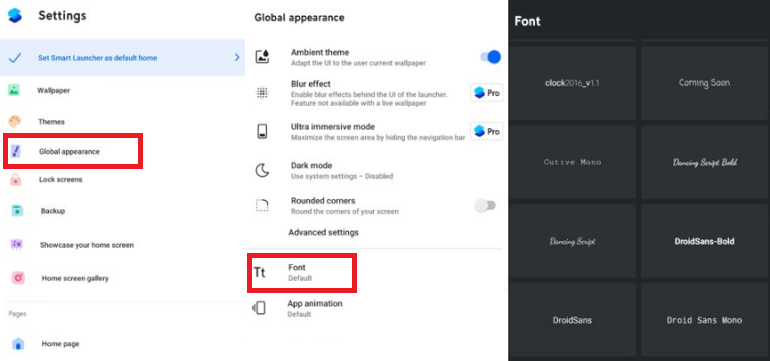 Settings
Set Smart Launcher as default home
Wallpaper
Themes
Global appearance
Lock screens
Backup
Showcase your home screen
Home screen gallery
Pages
Home page
Global appearance
Ambient theme
Adapt the UI to the user current wallpaper
Blur effect
Enable blur effects behind the UI of the launcher.
Feature not available with a live wallpaper
Pro
Ultra immersive mode
Maximize the screen area by hiding the navigation bar
Pro
Dark mode
Use system settings – Disabled
Rounded corners
Round the corners of your screen
Advanced settings
Tt
Font
Default
App animation
Default
Font
clock2016_v1.1
Coming Soon
Cutive Mono
Dancing Script Bold
Dancing Script
DroidSans-Bold
DroidSans
Droid Sans Mono